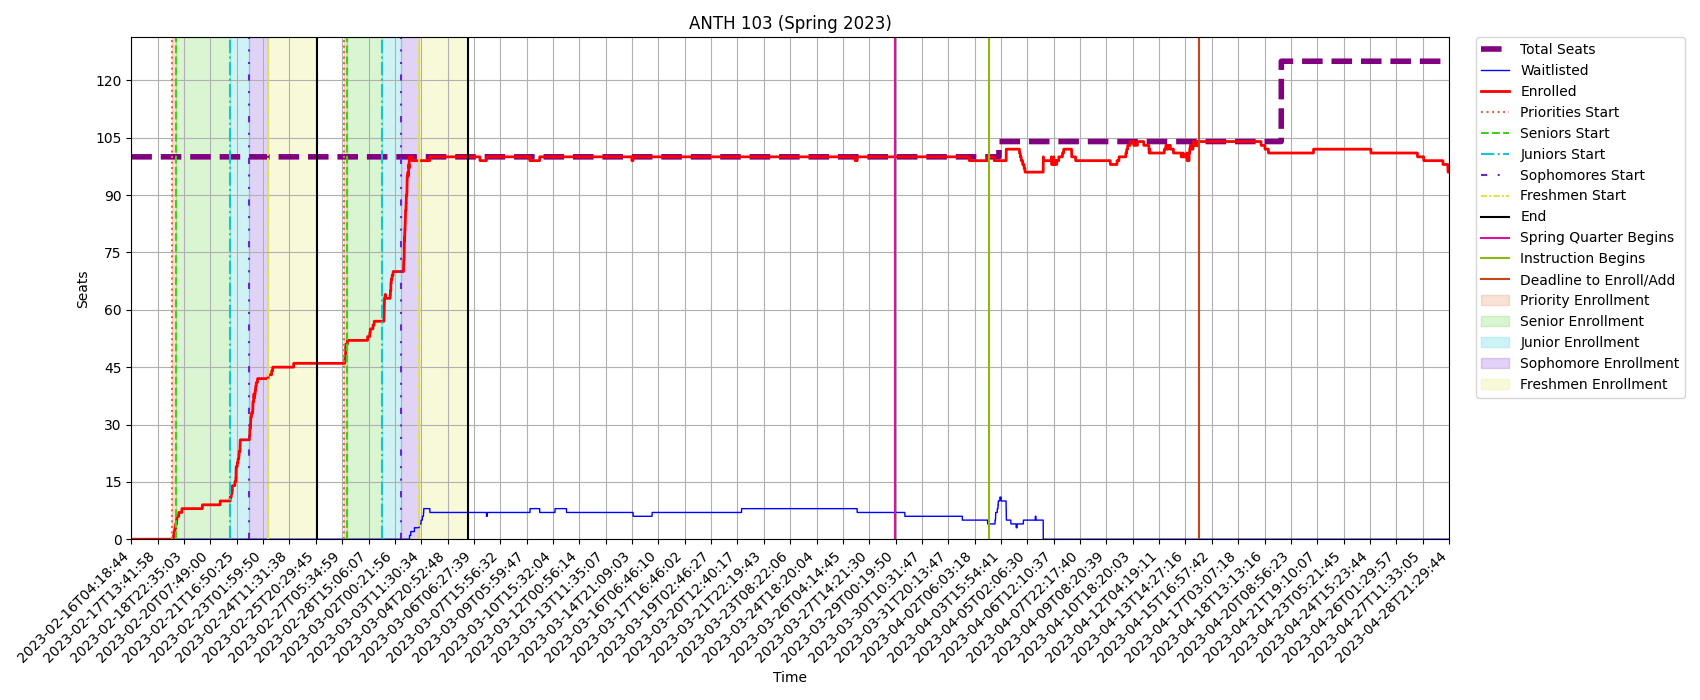 ANTH 103 (Spring 2023)
Seats
120
105
90
75
60
45
30
15
0
2023-02-16T04:18:44
2023-02-17T13:41:58
2023-02-18T22:35:03
2023-02-20T07:49:00
2023-02-21T16:50:25
2023-02-23T01:59:50
2023-02-24T11:31:38
2023-02-25T20:29:45
2023-02-27T05:34:59
2023-02-28T15:06:07
2023-03-02T00:21:56
2023-03-03T11:30:34
2023-03-04T20:52:48
2023-03-06T06:27:39
2023-03-07T15:56:32
2023-03-09T05:59:47
2023-03-10T15:32:04
2023-03-12T00:56:14
2023-03-13T11:35:07
2023-03-14T21:09:03
2023-03-16T06:46:10
2023-03-17T16:46:02
2023-03-19T02:46:27
2023-03-20T12:40:17
2023-03-21T22:19:43
2023-03-23T08:22:06
2023-03-24T18:20:04
2023-03-26T04:14:45
2023-03-27T14:21:30
2023-03-29T00:19:50
2023-03-30T10:31:47
2023-03-31T20:13:47
2023-04-02T06:03:18
2023-04-03T15:54:41
2023-04-05T02:06:30
2023-04-06T12:10:37
2023-04-07T22:17:40
2023-04-09T08:20:39
2023-04-10T18:20:03
2023-04-12T04:19:11
2023-04-13T14:27:16
2023-04-15T16:57:42
2023-04-17T03:07:18
2023-04-18T13:13:16
2023-04-20T08:56:23
2023-04-21T19:10:07
2023-04-23T05:21:45
2023-04-24T15:23:44
2023-04-26T01:29:57
2023-04-27T11:33:05
2023-04-28T21:29:44
Time
Total Seats
Waitlisted
Enrolled
Priorities Start
Seniors Start
Juniors Start
Sophomores Start
Freshmen Start
End
Spring Quarter Begins
Instruction Begins
Deadline to Enroll/Add
Priority Enrollment
Senior Enrollment
Junior Enrollment
Sophomore Enrollment
Freshmen Enrollment